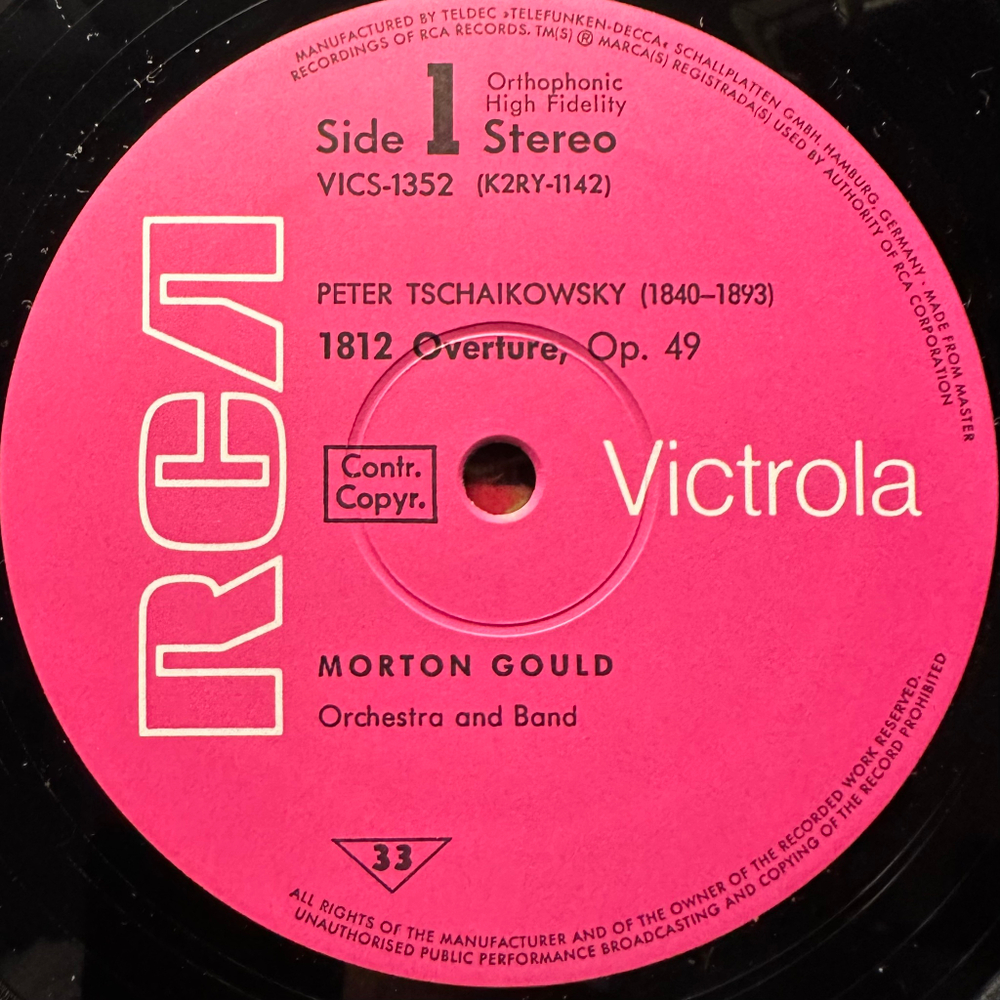 MANUFACTURED BY TELDEC »TELEFUNKEN-DECCA« SCHALLPLATTEN GMBH, HAMBURG, GERMANY · MADE FROM MASTER
RECORDINGS OF RCA RECORDS. TM(S) ® MARCA(S) REGISTRADA(S) USED BY AUTHORITY OF RCA CORPORATION
Orthophonic
High Fidelity
Side 1 Stereo
VICS-1352 (K2RY-1142)
RCA
PETER TSCHAIKOWSKY (1840–1893)
1812 Overture, Op. 49
Contr.
Copyr.
Victrola
MORTON GOULD
Orchestra and Band
33
ALL RIGHTS OF THE MANUFACTURER AND OF THE OWNER OF THE RECORDED WORK RESERVED.
UNAUTHORISED PUBLIC PERFORMANCE BROADCASTING AND COPYING OF THE RECORD PROHIBITED